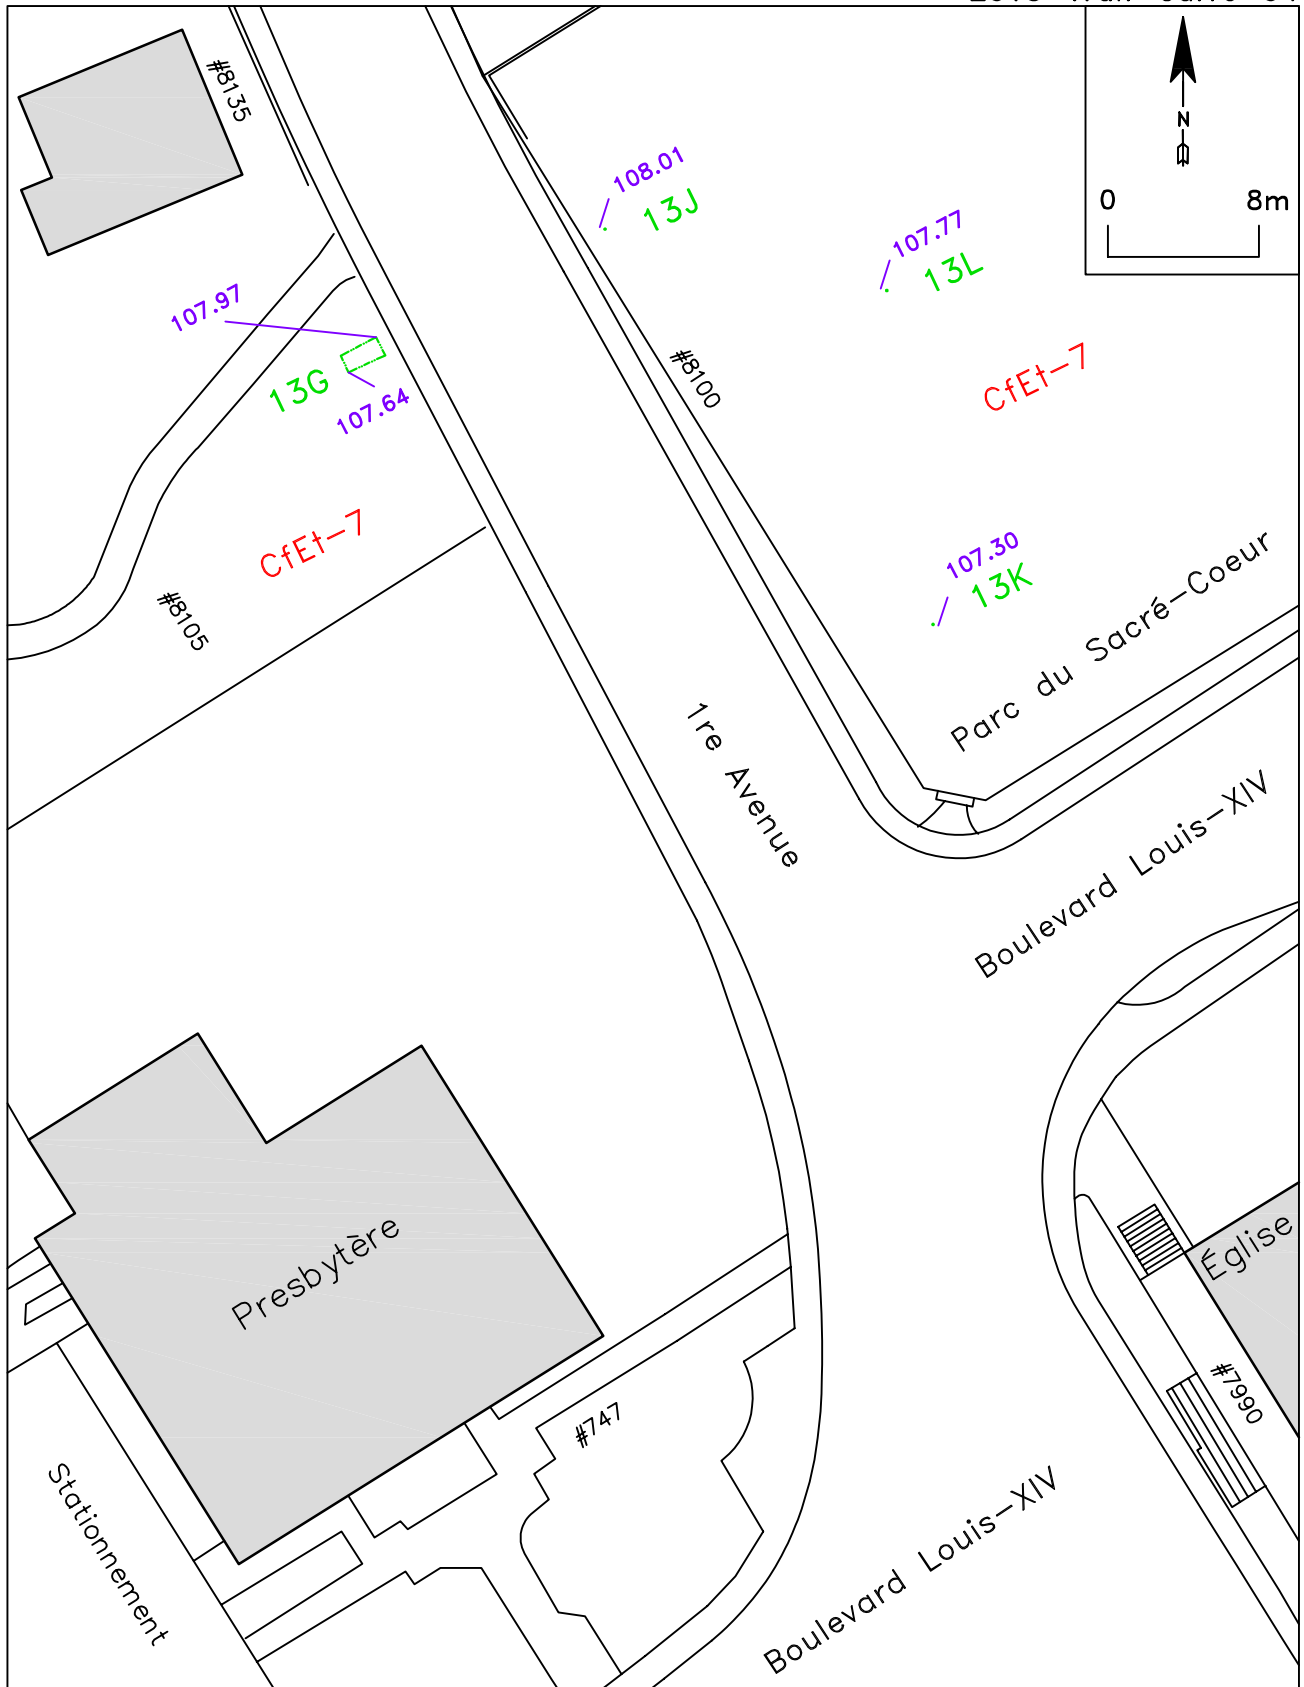 N
0 8m
#8135
108.01
13J
107.77
13L
107.97
13G
107.64
#8100
CfEt-7
CfEt-7
107.30
13K
#8105
Parc du Sacré-Coeur
1re Avenue
Boulevard Louis-XIV
Presbytère
Église
#7990
#747
Stationnement
Boulevard Louis-XIV